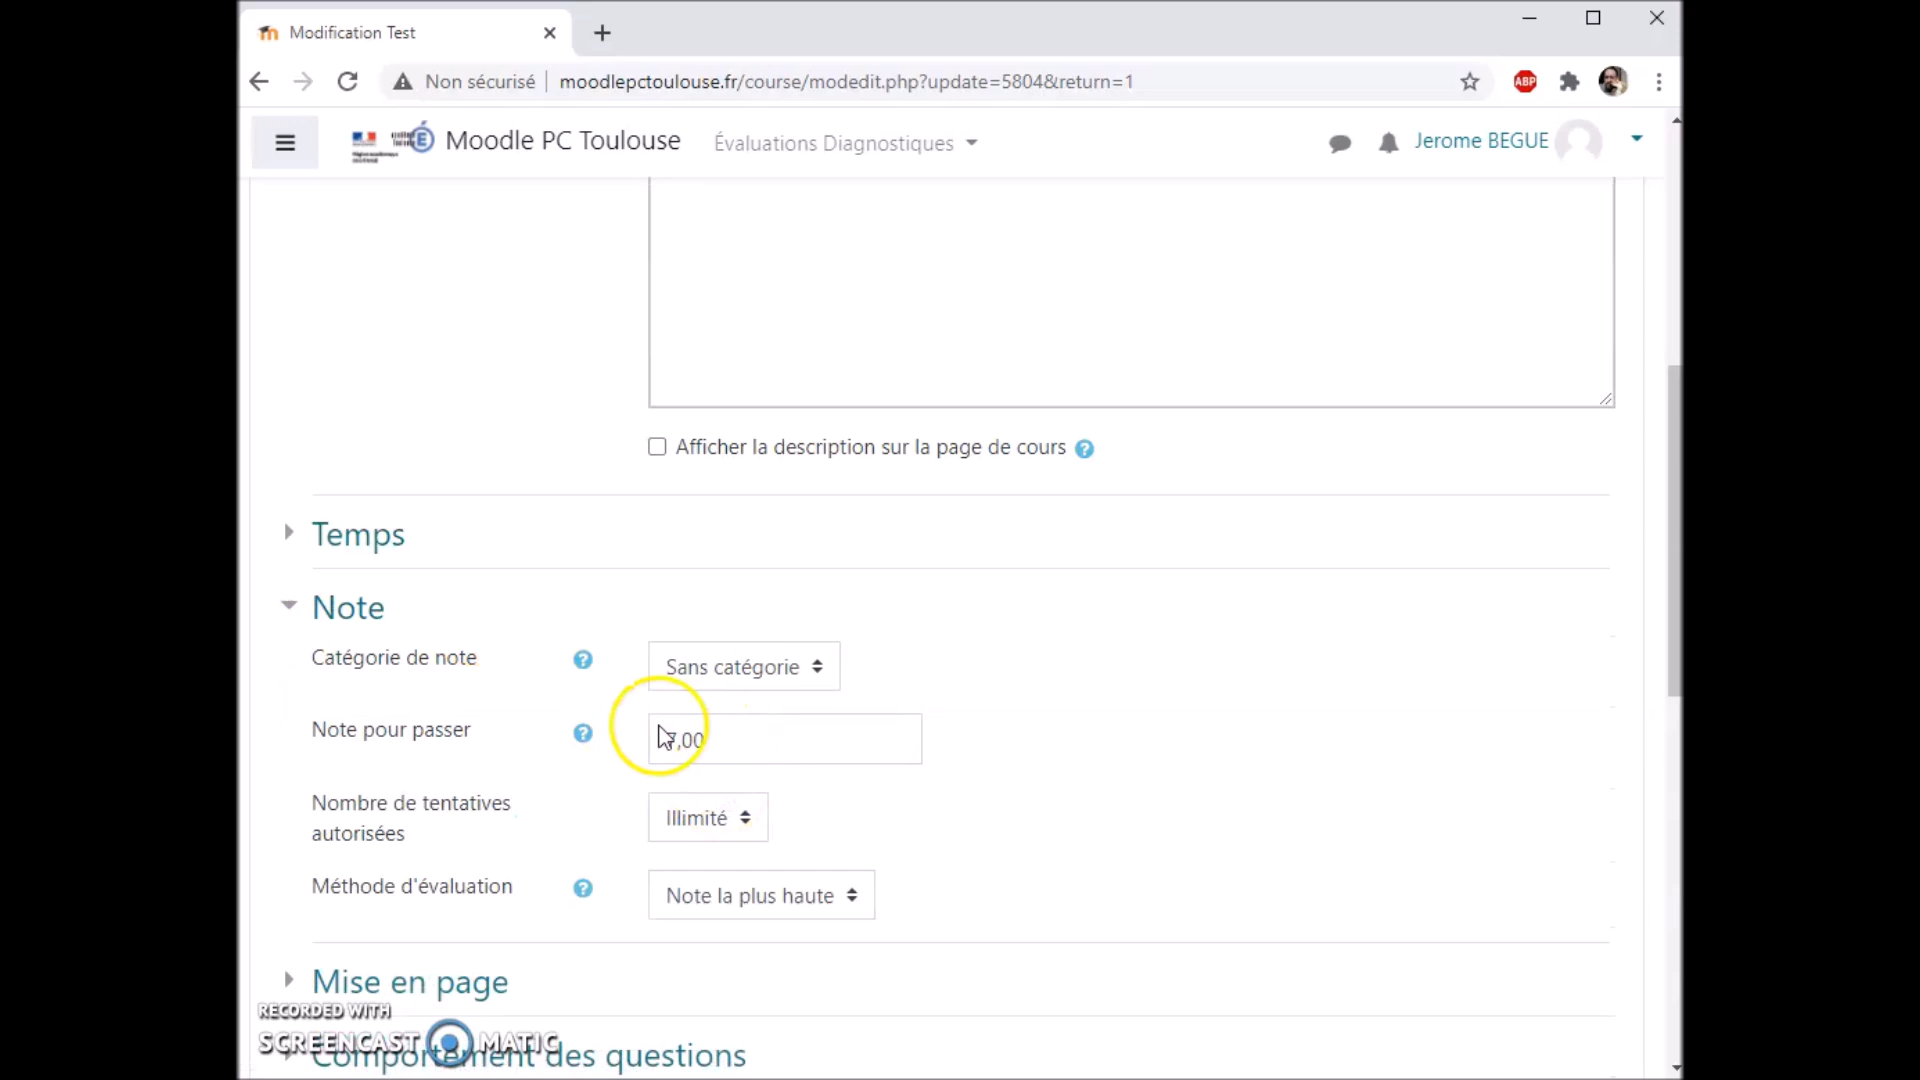 Modification Test
Non sécurisé
moodlepctoulouse.fr/course/modedit.php?update=5804&return=1
ABP
Moodle PC Toulouse
Évaluations Diagnostiques
Jerome BEGUE
Afficher la description sur la page de cours
Temps
Note
Catégorie de note
Sans catégorie
Note pour passer
7,00
Nombre de tentatives
autorisées
Illimité
Méthode d'évaluation
Note la plus haute
Mise en page
RECORDED WITH
SCREENCAST MATIC
Comportement des questions